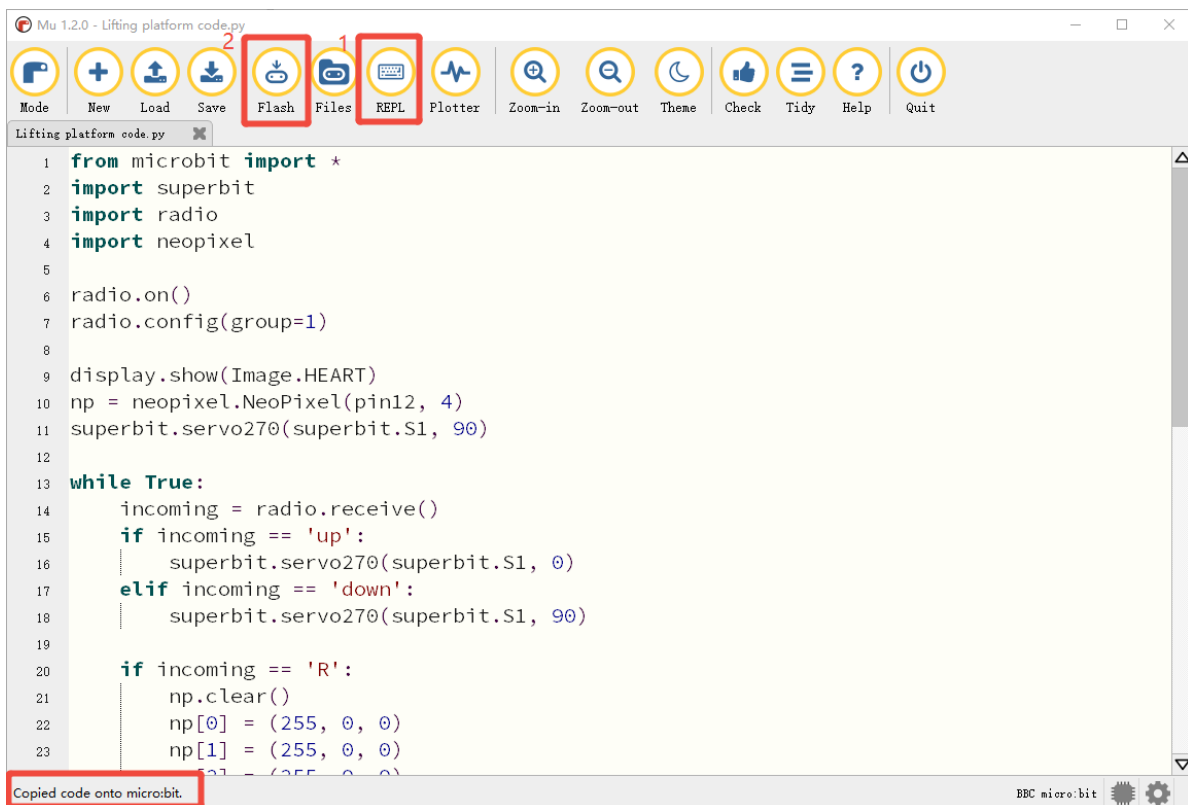 Mu 1.2.0 - Lifting platform code.py
2 1
Mode New Load Save Flash Files REPL Plotter Zoom-in Zoom-out Theme Check Tidy Help Quit
Lifting platform code.py
1 from microbit import *
2 import superbit
3 import radio
4 import neopixel
5
6 radio.on()
7 radio.config(group=1)
8
9 display.show(Image.HEART)
10 np = neopixel.NeoPixel(pin12, 4)
11 superbit.servo270(superbit.S1, 90)
12
13 while True:
14     incoming = radio.receive()
15     if incoming == 'up':
16         superbit.servo270(superbit.S1, 0)
17     elif incoming == 'down':
18         superbit.servo270(superbit.S1, 90)
19
20     if incoming == 'R':
21         np.clear()
22         np[0] = (255, 0, 0)
23         np[1] = (255, 0, 0)
np[2] = (255, 0, 0)
Copied code onto micro:bit. BBC micro:bit